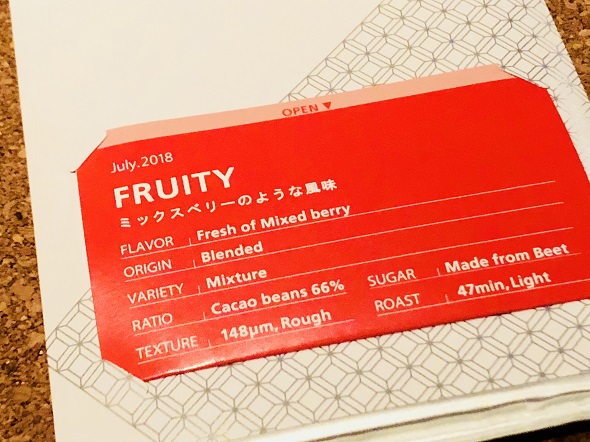 OPEN ▼
July.2018
FRUITY
ミックスベリーのような風味
FLAVOR Fresh of Mixed berry
ORIGIN Blended
VARIETY Mixture
RATIO Cacao beans 66% SUGAR Made from Beet
TEXTURE 148μm, Rough ROAST 47min, Light